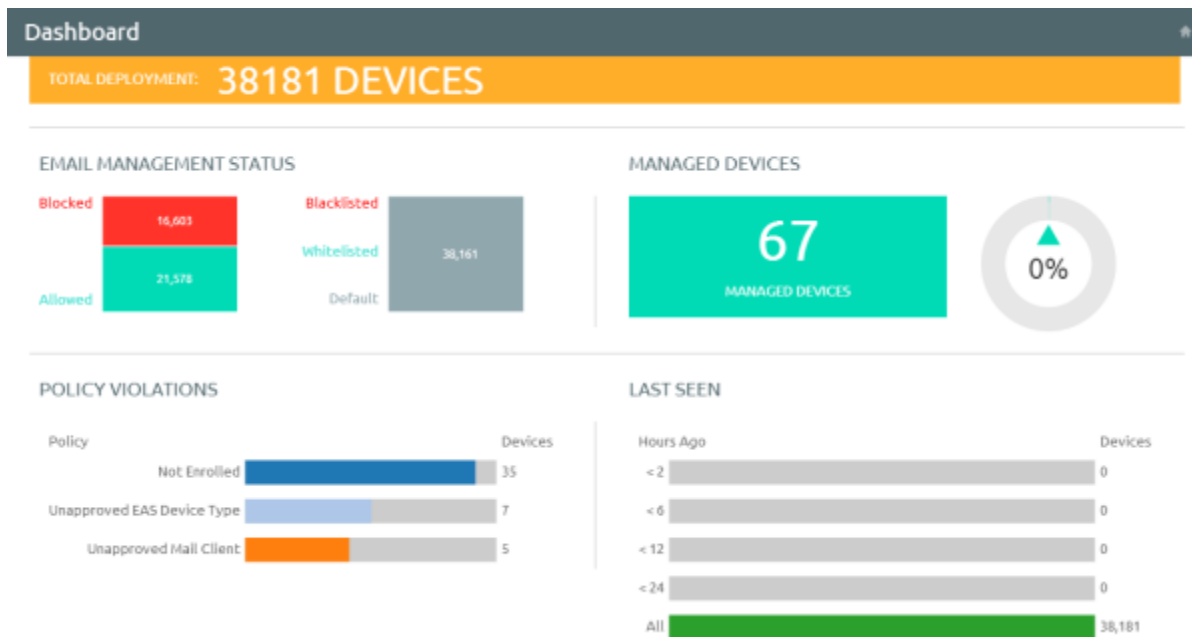 Dashboard
TOTAL DEPLOYMENT: 38181 DEVICES
EMAIL MANAGEMENT STATUS
Blocked
16,603
21,578
Allowed
Blacklisted
Whitelisted
Default
38,161
MANAGED DEVICES
67
MANAGED DEVICES
0%
POLICY VIOLATIONS
Policy Devices
Not Enrolled 35
Unapproved EAS Device Type 7
Unapproved Mail Client 5
LAST SEEN
Hours Ago Devices
< 2 0
< 6 0
< 12 0
< 24 0
All 38,181